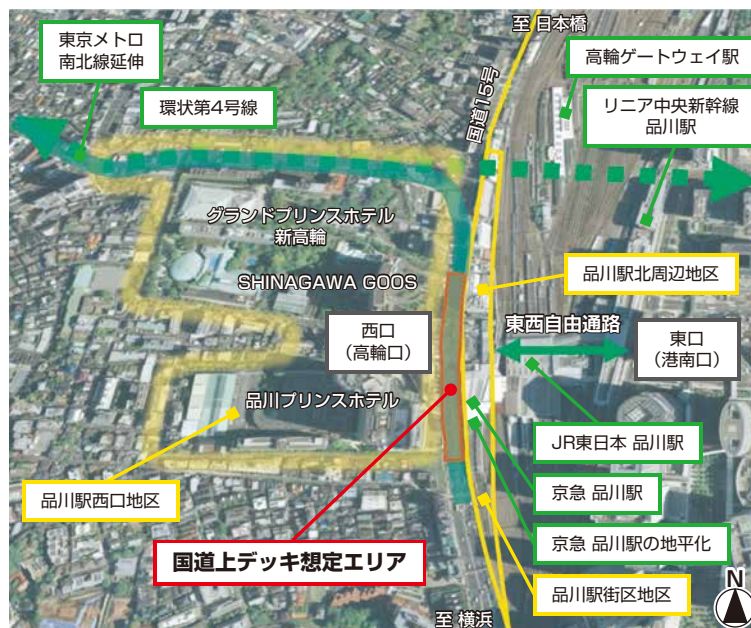 至 日本橋
東京メトロ
南北線延伸
高輪ゲートウェイ駅
環状第4号線
国道15号
リニア中央新幹線
品川駅
グランドプリンスホテル
新高輪
SHINAGAWA GOOS
品川駅北周辺地区
西口
（高輪口）
東西自由通路
東口
（港南口）
品川プリンスホテル
JR東日本 品川駅
品川駅西口地区
京急 品川駅
国道上デッキ想定エリア
京急 品川駅の地平化
品川駅街区地区
N
至 横浜